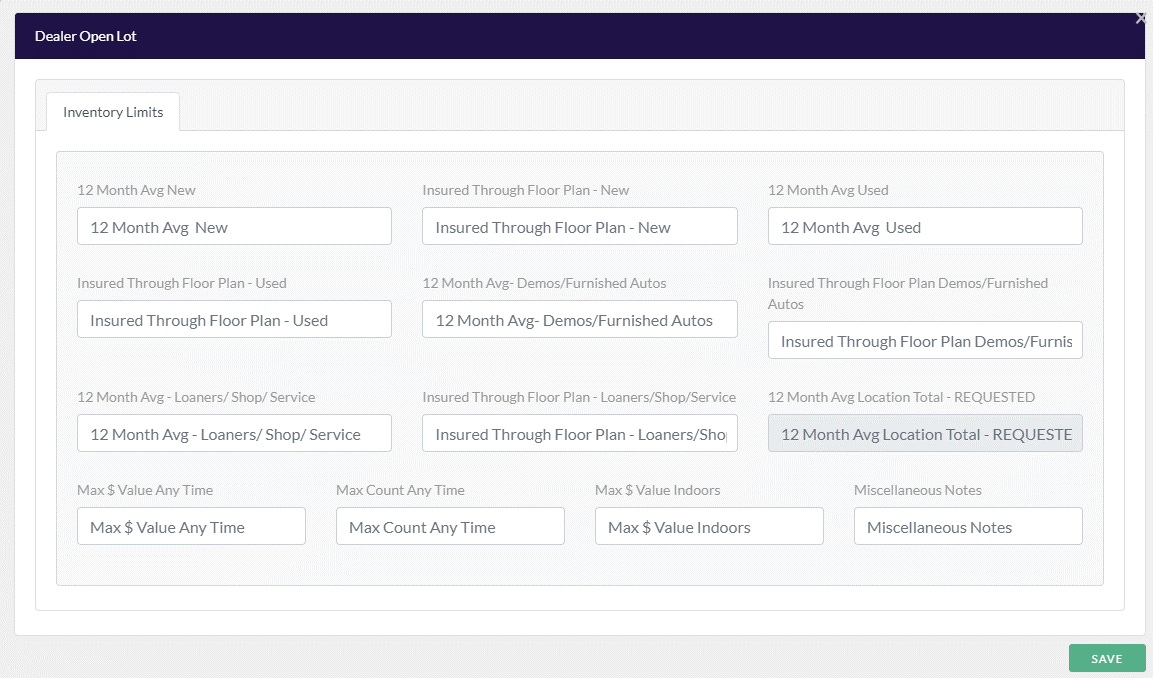 Dealer Open Lot
Inventory Limits
12 Month Avg New
Insured Through Floor Plan - New
12 Month Avg Used
12 Month Avg  New
Insured Through Floor Plan - New
12 Month Avg  Used
Insured Through Floor Plan - Used
12 Month Avg- Demos/Furnished Autos
Insured Through Floor Plan Demos/Furnished
Autos
Insured Through Floor Plan - Used
12 Month Avg- Demos/Furnished Autos
Insured Through Floor Plan Demos/Furnis
12 Month Avg - Loaners/ Shop/ Service
Insured Through Floor Plan - Loaners/Shop/Service
12 Month Avg Location Total - REQUESTED
12 Month Avg - Loaners/ Shop/ Service
Insured Through Floor Plan - Loaners/Sho
12 Month Avg Location Total - REQUESTE
Max $ Value Any Time
Max Count Any Time
Max $ Value Indoors
Miscellaneous Notes
Max $ Value Any Time
Max Count Any Time
Max $ Value Indoors
Miscellaneous Notes
SAVE